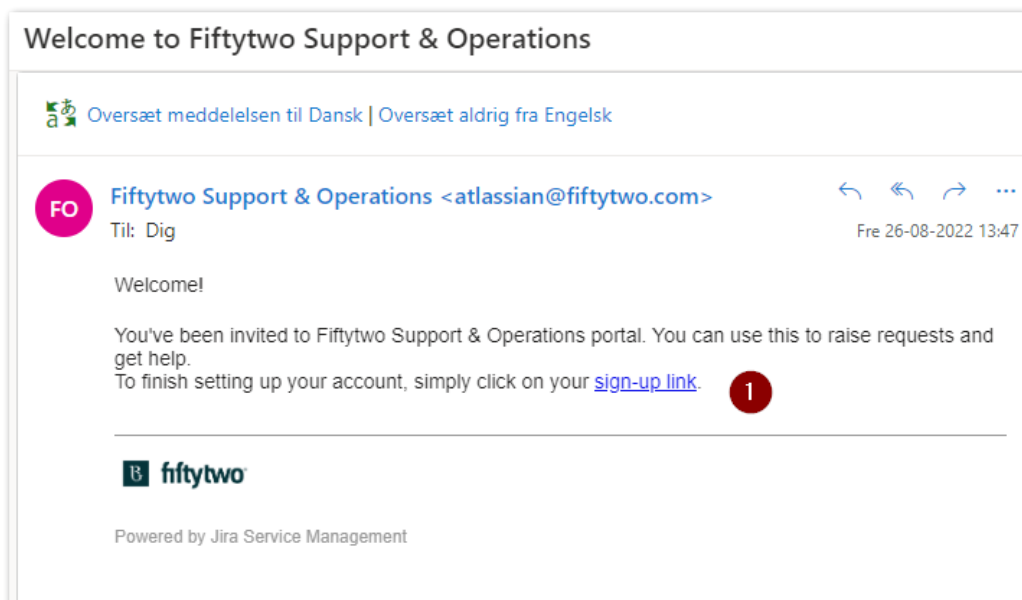 Welcome to Fiftytwo Support & Operations
Oversæt meddelelsen til Dansk | Oversæt aldrig fra Engelsk
FO
Fiftytwo Support & Operations <atlassian@fiftytwo.com>
Til: Dig
Fre 26-08-2022 13:47
Welcome!
You've been invited to Fiftytwo Support & Operations portal. You can use this to raise requests and
get help.
To finish setting up your account, simply click on your sign-up link.
1
fiftytwo
Powered by Jira Service Management